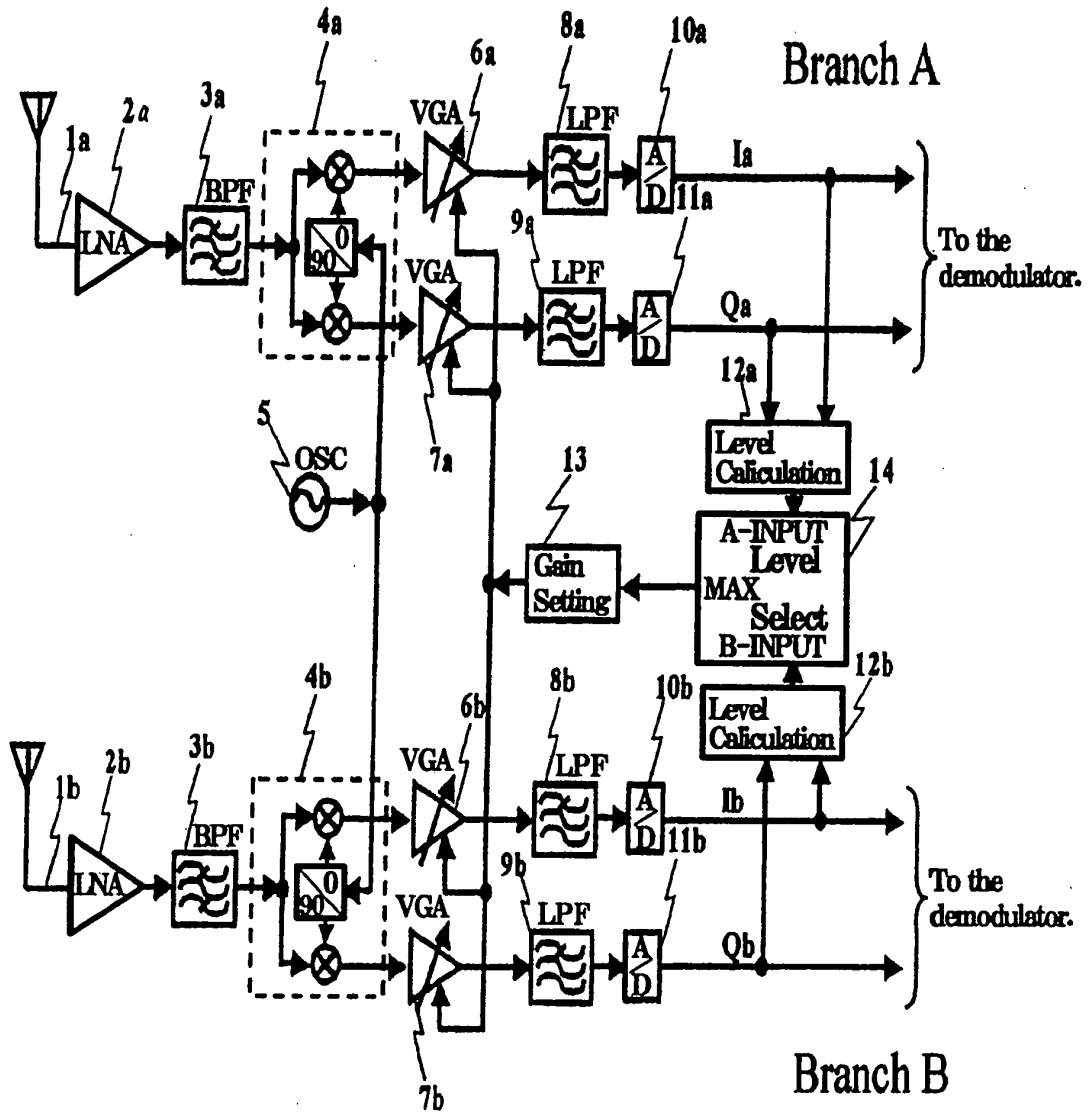 4a
6a
8a
10a
Branch A
3a
2a
1a
VGA
LPF
A
D
Ia
BPF
LNA
0
90
9a
11a
To the
demodulator.
VGA
LPF
A
D
Qa
12a
5
OSC
7a
13
Level
Caliculation
14
Gain
Setting
A-INPUT
Level
MAX
Select
B-INPUT
12b
4b
6b
8b
10b
Level
Caliculation
3b
2b
1b
VGA
LPF
A
D
Ib
BPF
LNA
0
90
9b
11b
To the
demodulator.
VGA
LPF
A
D
Qb
7b
Branch B